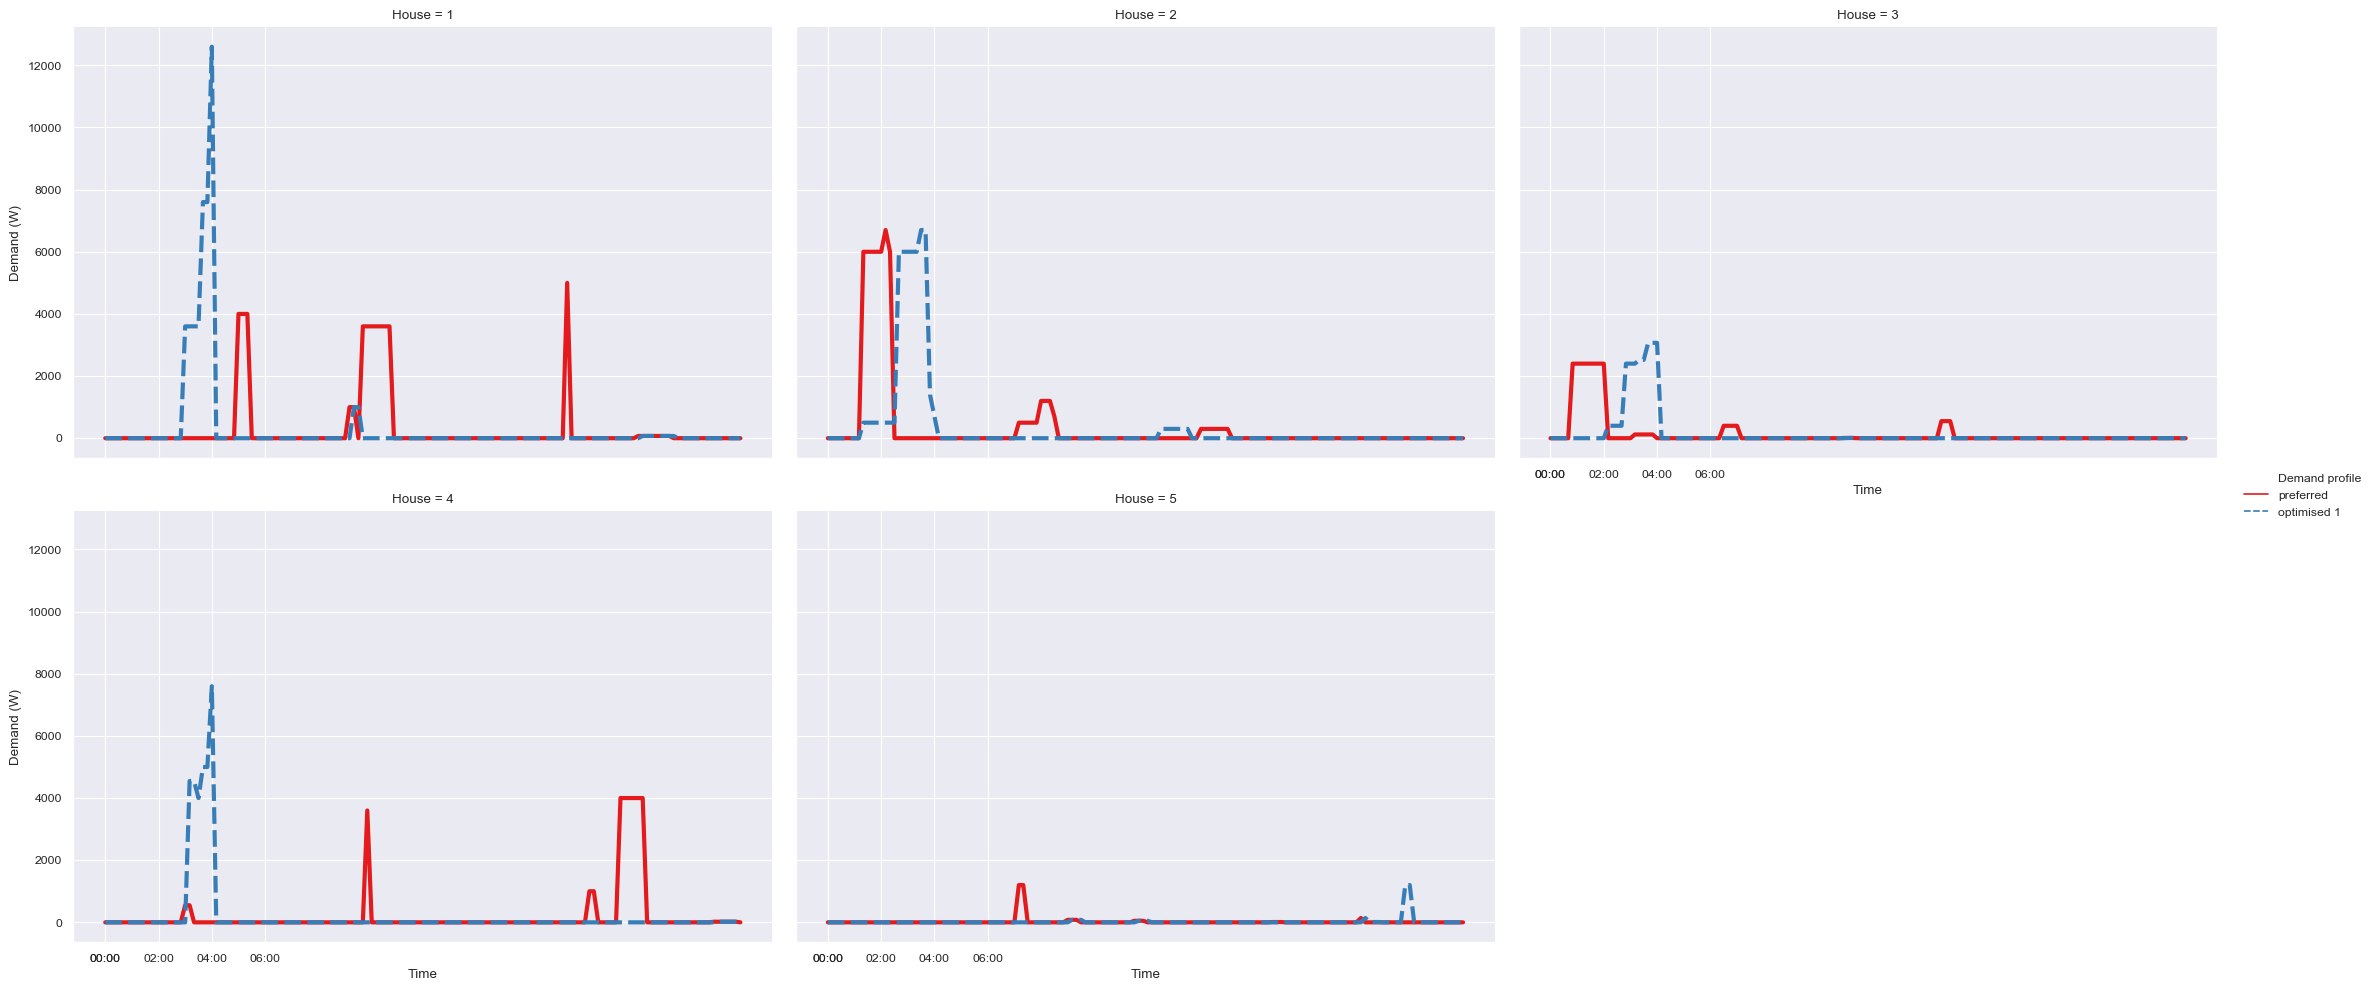 House = 1
House = 2
House = 3
12000
10000
8000
6000
4000
2000
0
Demand (W)
00:00
02:00
04:00
06:00
Time
House = 4
House = 5
12000
10000
8000
6000
4000
2000
0
Demand (W)
00:00
02:00
04:00
06:00
Time
00:00
02:00
04:00
06:00
Time
Demand profile
preferred
optimised 1